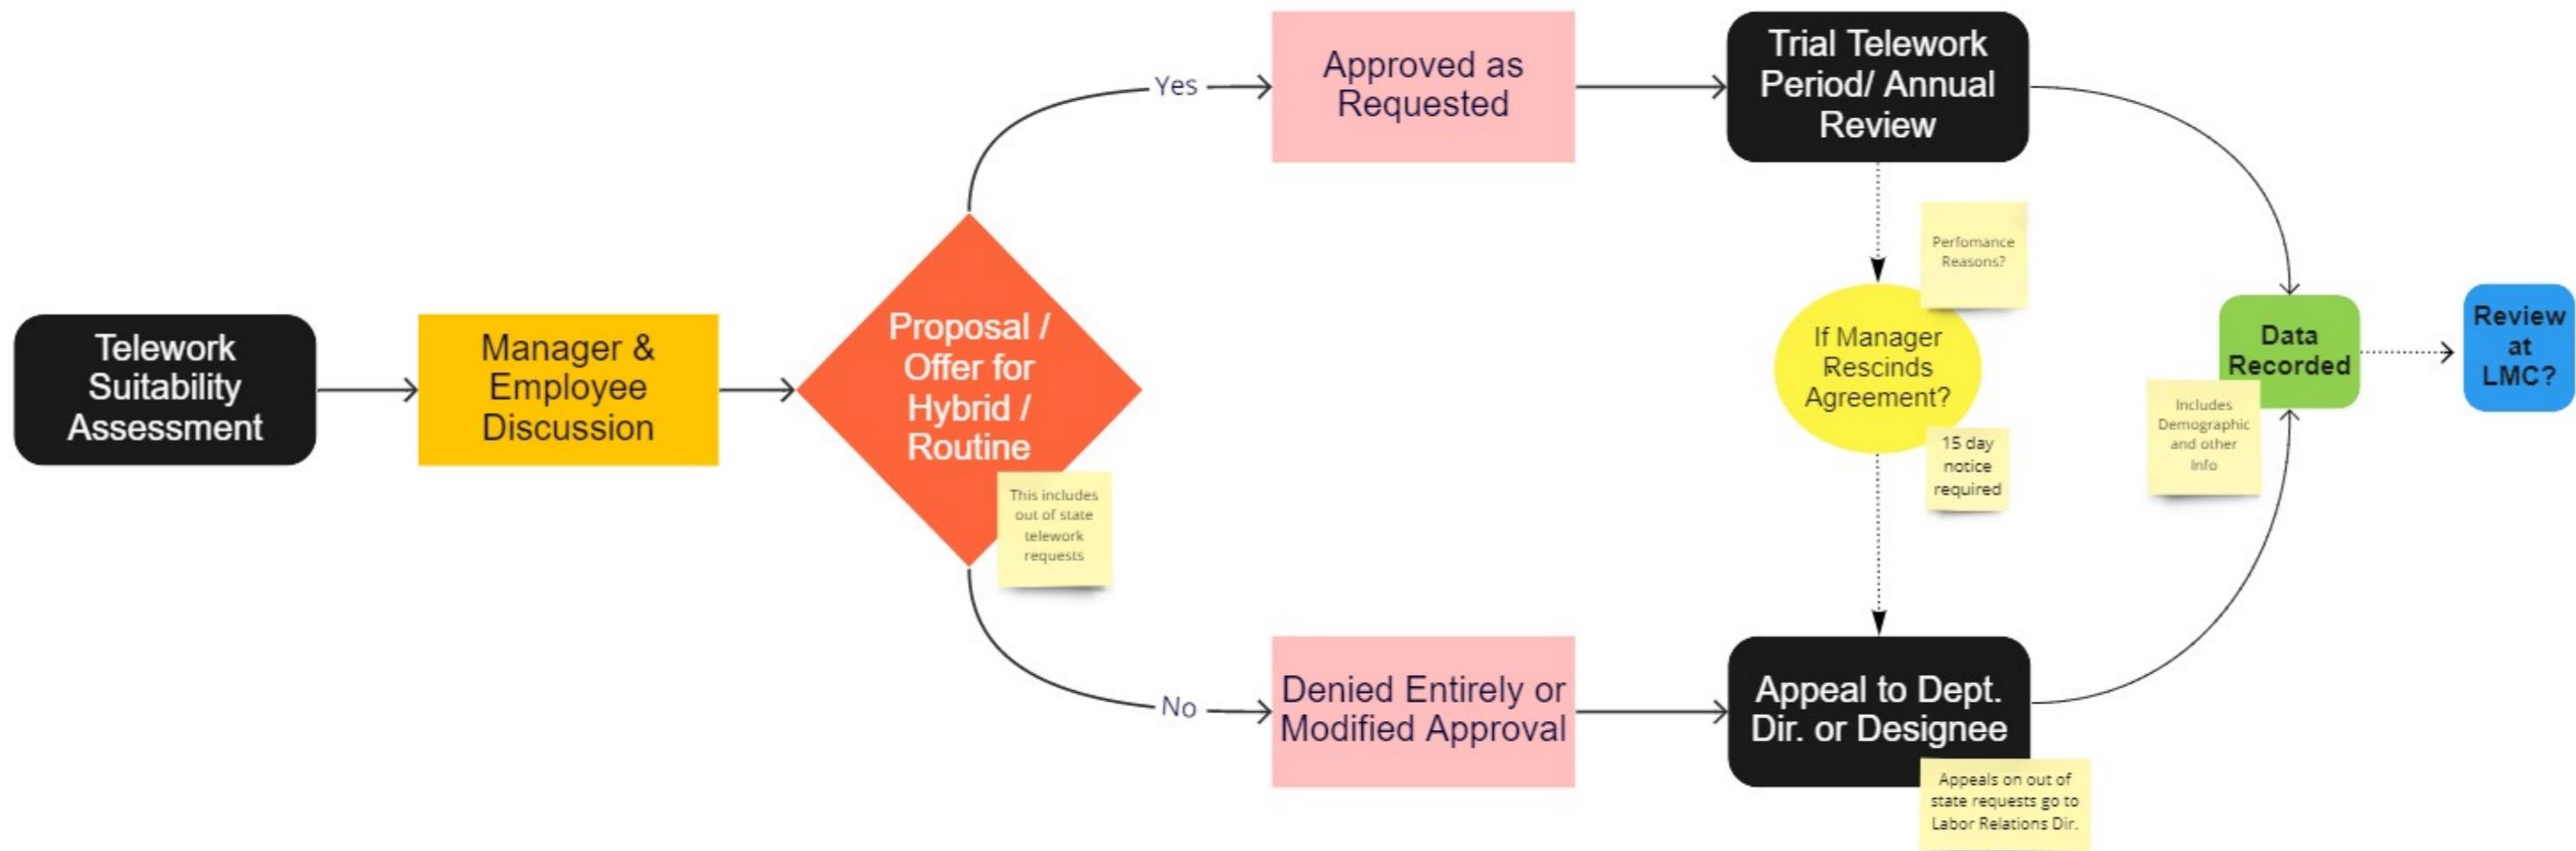 Telework
Suitability
Assessment
Manager &
Employee
Discussion
Proposal /
Offer for
Hybrid /
Routine
This includes
out of state
telework
requests
Yes
Approved as
Requested
Trial Telework
Period/ Annual
Review
Perfomance
Reasons?
If Manager
Rescinds
Agreement?
15 day
notice
required
No
Denied Entirely or
Modified Approval
Appeal to Dept.
Dir. or Designee
Appeals on out of
state requests go to
Labor Relations Dir.
Data
Recorded
Includes
Demographic
and other
Info
Review
at
LMC?